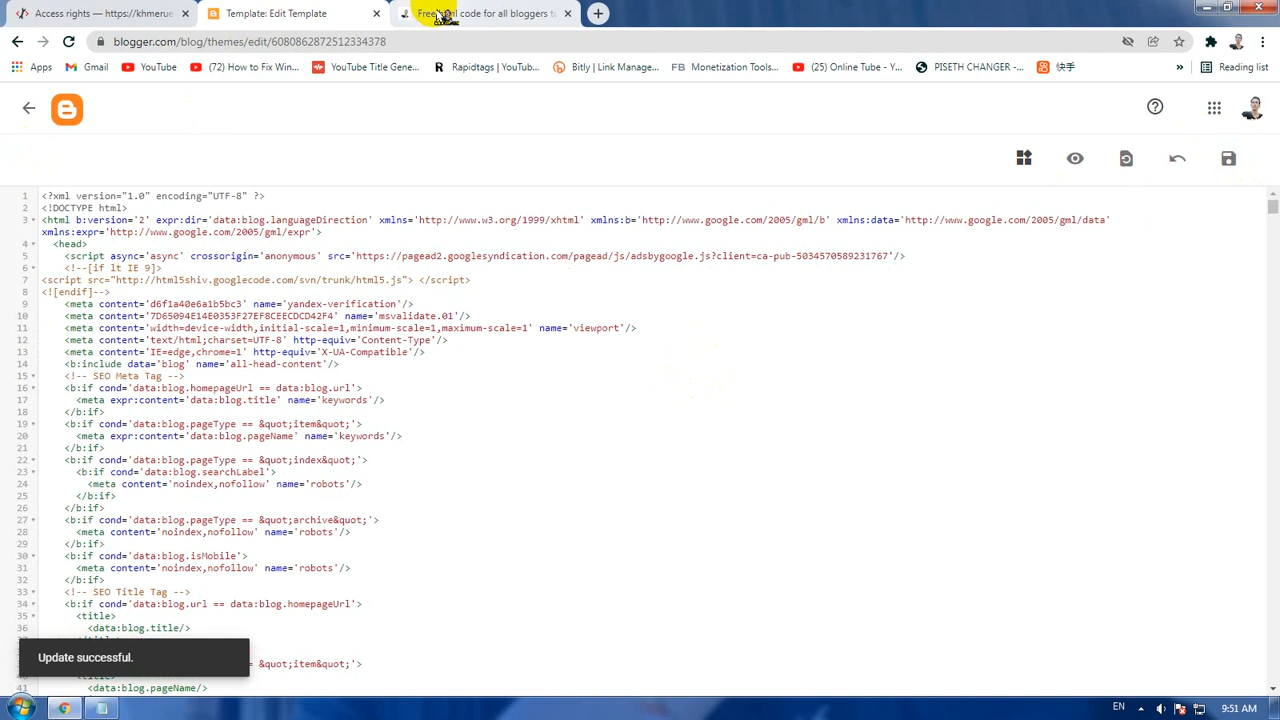 Access rights — https://khmerue
Template: Edit Template
Free html code for all bloggers to
blogger.com/blog/themes/edit/6080862872512334378
Apps
Gmail
YouTube
(72) How to Fix Win...
YouTube Title Gene...
Rapidtags | YouTub...
Bitly | Link Manage...
FB Monetization Tools...
(25) Online Tube - Y...
PISETH CHANGER -...
快手
»
Reading list
1 <?xml version="1.0" encoding="UTF-8" ?>
2 <!DOCTYPE html>
3 <html b:version='2' expr:dir='data:blog.languageDirection' xmlns='http://www.w3.org/1999/xhtml' xmlns:b='http://www.google.com/2005/gml/b' xmlns:data='http://www.google.com/2005/gml/data'
xmlns:expr='http://www.google.com/2005/gml/expr'>
4 <head>
5 <script async='async' crossorigin='anonymous' src='https://pagead2.googlesyndication.com/pagead/js/adsbygoogle.js?client=ca-pub-5034570589231767'/>
6 <!--[if lt IE 9]>
7 <script src="http://html5shiv.googlecode.com/svn/trunk/html5.js"> </script>
8 <![endif]-->
9 <meta content='d6f1a40e6a1b5bc3' name='yandex-verification'/>
10 <meta content='7D65094E14E0353F27EF8CEECDCD42F4' name='msvalidate.01'/>
11 <meta content='width=device-width,initial-scale=1,minimum-scale=1,maximum-scale=1' name='viewport'/>
12 <meta content='text/html;charset=UTF-8' http-equiv='Content-Type'/>
13 <meta content='IE=edge,chrome=1' http-equiv='X-UA-Compatible'/>
14 <b:include data='blog' name='all-head-content'/>
15 <!-- SEO Meta Tag -->
16 <b:if cond='data:blog.homepageUrl == data:blog.url'>
17 <meta expr:content='data:blog.title' name='keywords'/>
18 </b:if>
19 <b:if cond='data:blog.pageType == &quot;item&quot;'>
20 <meta expr:content='data:blog.pageName' name='keywords'/>
21 </b:if>
22 <b:if cond='data:blog.pageType == &quot;index&quot;'>
23 <b:if cond='data:blog.searchLabel'>
24 <meta content='noindex,nofollow' name='robots'/>
25 </b:if>
26 </b:if>
27 <b:if cond='data:blog.pageType == &quot;archive&quot;'>
28 <meta content='noindex,nofollow' name='robots'/>
29 </b:if>
30 <b:if cond='data:blog.isMobile'>
31 <meta content='noindex,nofollow' name='robots'/>
32 </b:if>
33 <!-- SEO Title Tag -->
34 <b:if cond='data:blog.url == data:blog.homepageUrl'>
35 <title>
36 <data:blog.title/>
Update successful.
= &quot;item&quot;'>
41 <data:blog.pageName/>
EN
9:51 AM